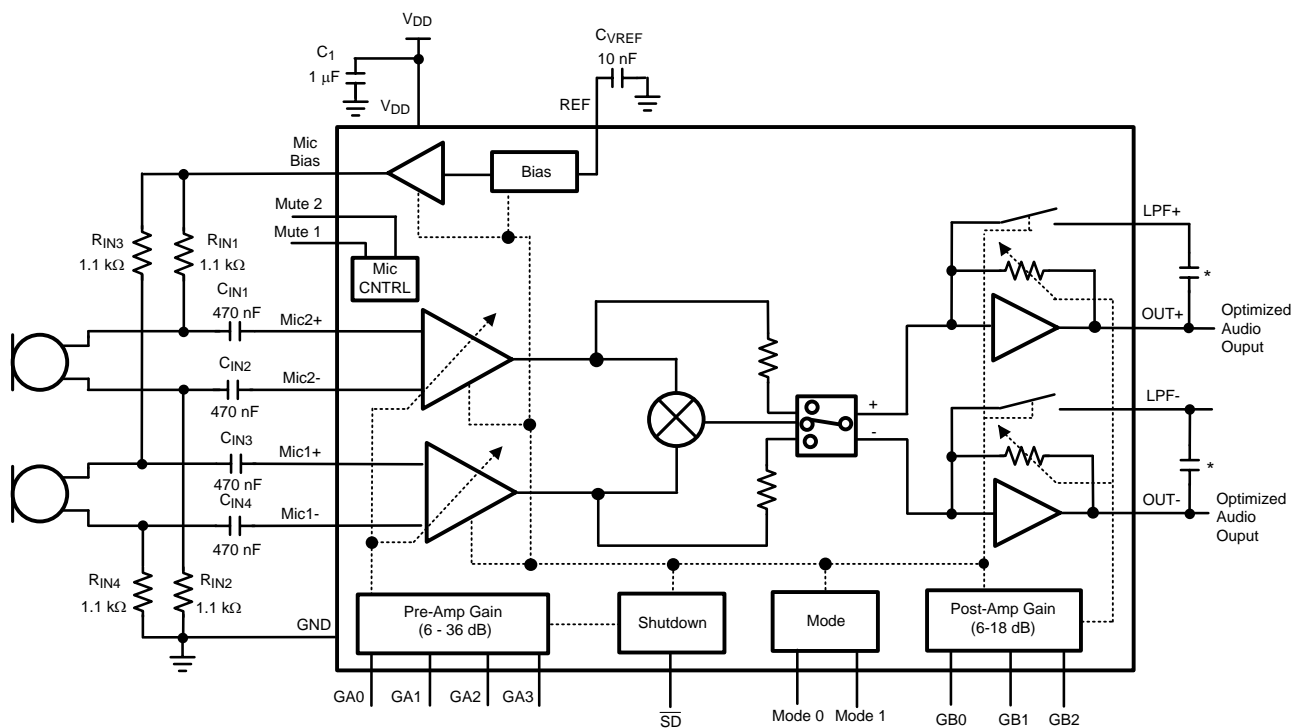 VDD
C1
1 μF
VDD
CVREF
10 nF
REF
Mic
Bias
Bias
Mute 2
Mute 1
Mic
CNTRL
RIN3
1.1 kΩ
RIN1
1.1 kΩ
CIN1
470 nF
Mic2+
CIN2
470 nF
Mic2-
CIN3
470 nF
Mic1+
CIN4
470 nF
Mic1-
RIN4
1.1 kΩ
RIN2
1.1 kΩ
GND
+
-
LPF+
*
OUT+
Optimized
Audio
Ouput
LPF-
*
OUT-
Optimized
Audio
Ouput
Pre-Amp Gain
(6 - 36 dB)
Shutdown
Mode
Post-Amp Gain
(6-18 dB)
GA0
GA1
GA2
GA3
SD
Mode 0
Mode 1
GB0
GB1
GB2